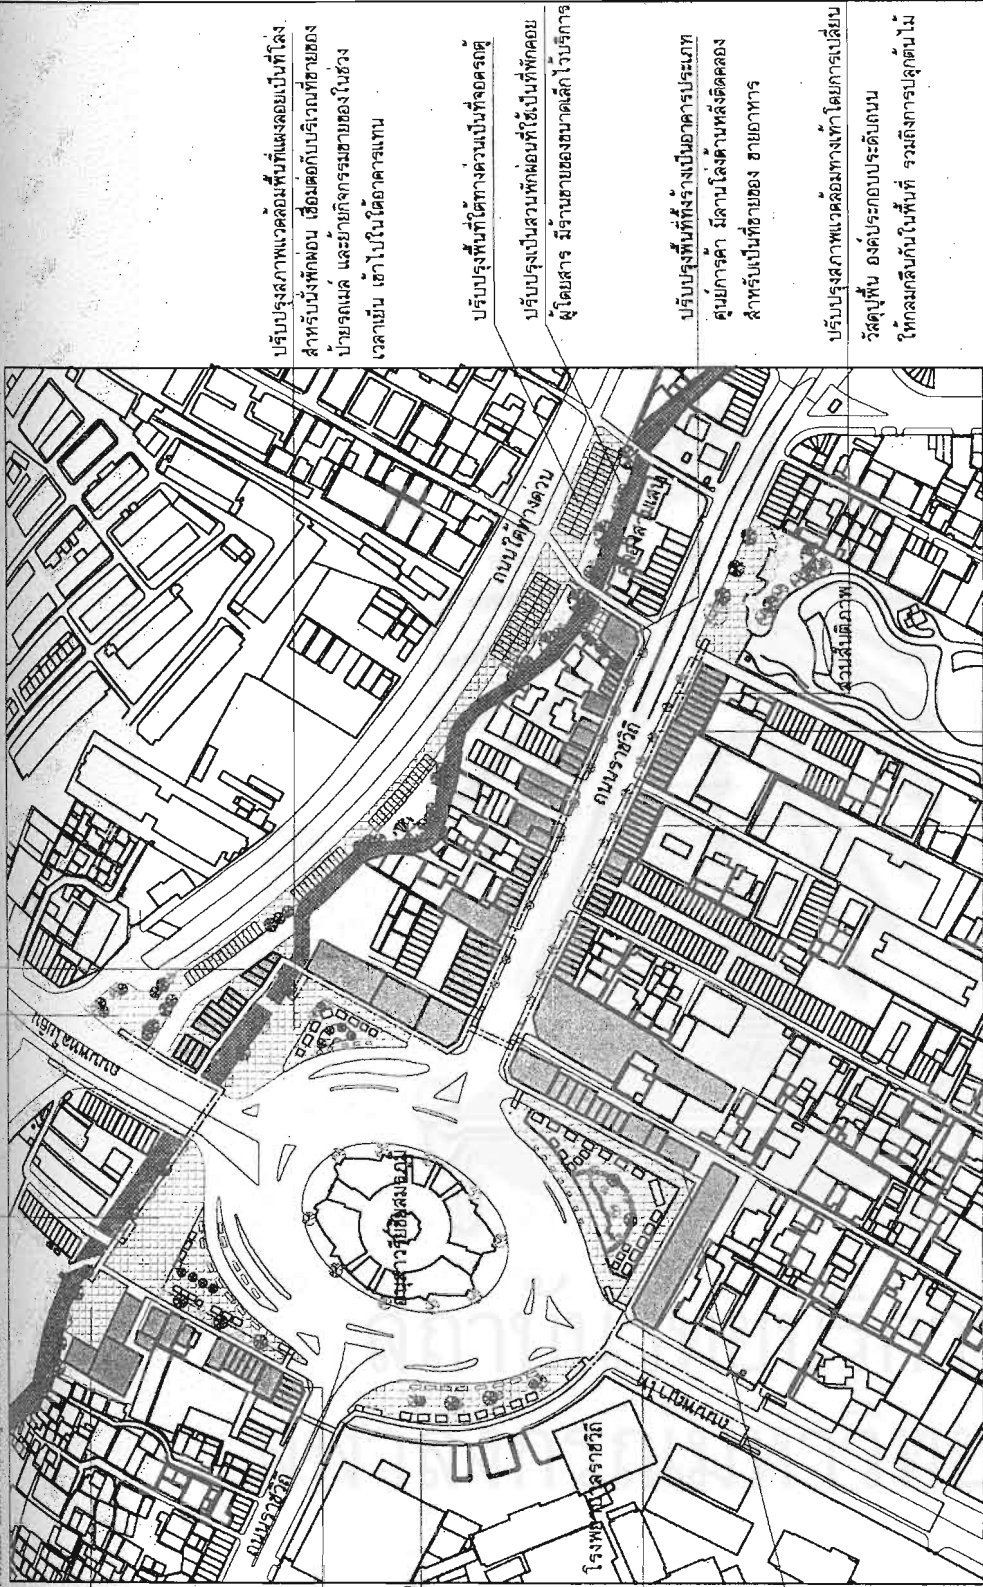 ปรับปรุงสภาพแวดล้อมพื้นที่แผงลอยเป็นที่โล่ง
สำหรับนั่งพักผ่อน เชื่อมต่อกับบริเวณที่ขายของ
ป้ายรถเมล์ และย้ายกิจกรรมขายของในช่วง
เวลาเย็น เข้าไปในใต้อาคารแทน
ปรับปรุงพื้นที่ใต้ทางด่วนเป็นที่จอดรถตู้
ปรับปรุงเป็นสวนพักผ่อนที่ใช้เป็นที่พักคอย
ผู้โดยสาร มีร้านขายของขนาดเล็กไว้บริการ
ปรับปรุงพื้นที่ทิ้งร้างเป็นอาคารประเภท
ศูนย์การค้า มีลานโล่งด้านหลังติดคลอง
สำหรับเป็นที่ขายของ ขายอาหาร
ปรับปรุงสภาพแวดล้อมทางเท้าโดยการเปลี่ยน
วัสดุปูพื้น องค์ประกอบประดับถนน
ให้กลมกลืนกันในพื้นที่ รวมถึงการปลูกต้นไม้
ถนนใต้ทางด่วน
ถนนราชวิถี
สวนสันติภาพ
ถนนพหลโยธิน
อนุสาวรีย์ชัยสมรภูมิ
ถนนพญาไท
ถนนราชวิถี
โรงพยาบาลราชวิถี